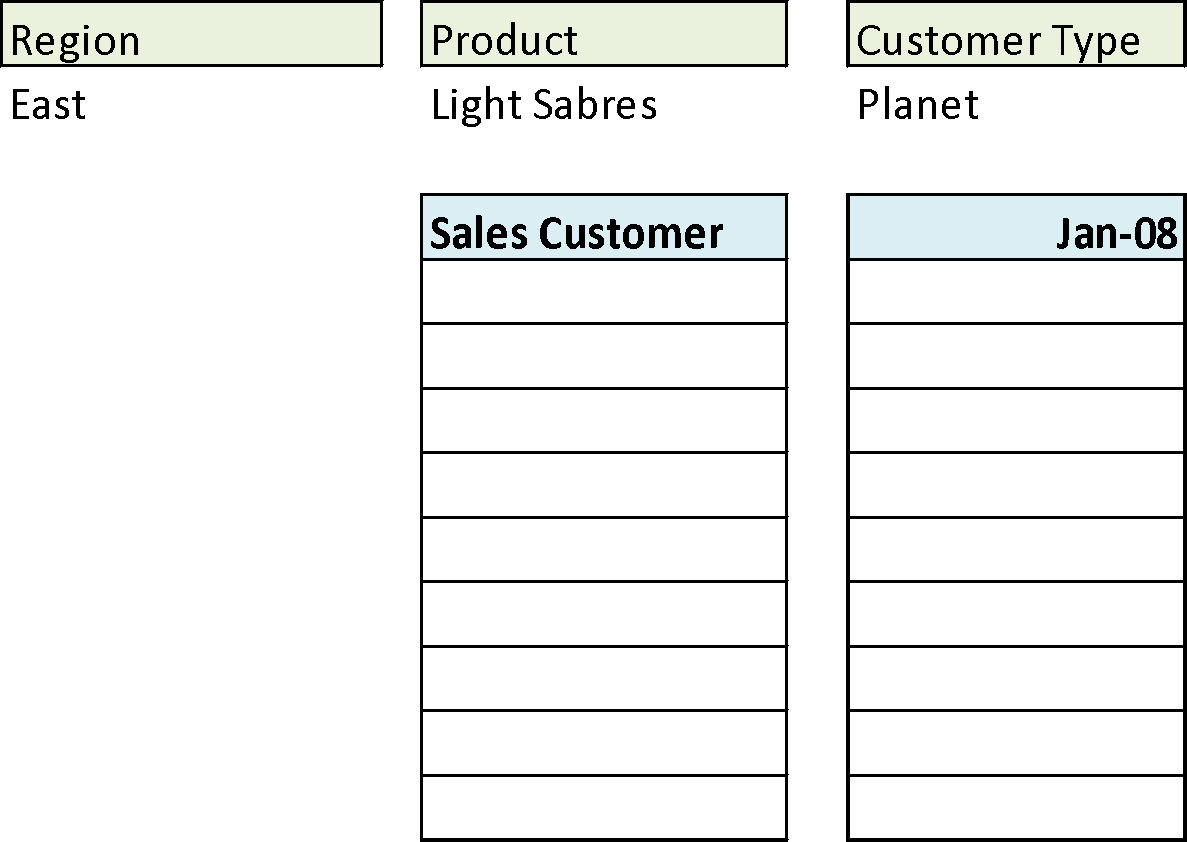 Region Product Customer Type
East Light Sabres Planet
Sales Customer Jan-08